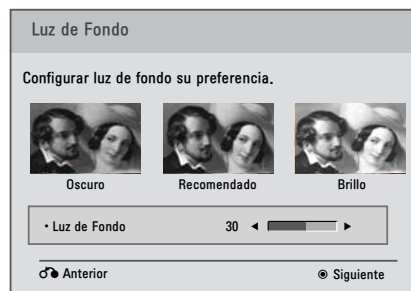 Luz de Fondo
Configurar luz de fondo su preferencia.
Oscuro Recomendado Brillo
• Luz de Fondo 30 ◄ ►
Anterior ◉ Siguiente